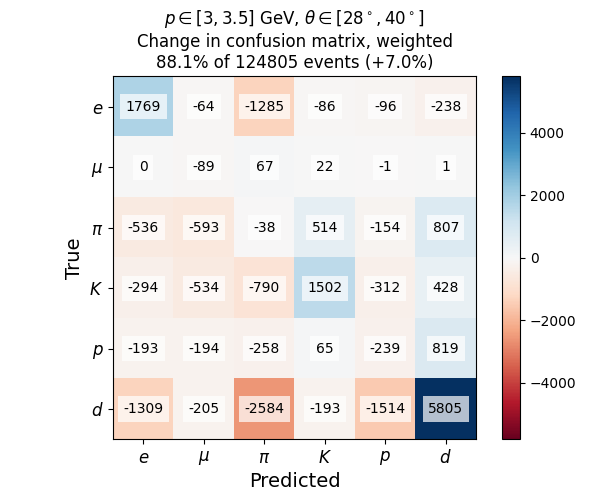 p ∈ [3, 3.5] GeV, θ ∈ [28°, 40°]
Change in confusion matrix, weighted
88.1% of 124805 events (+7.0%)
e 1769 -64 -1285 -86 -96 -238
μ 0 -89 67 22 -1 1
π -536 -593 -38 514 -154 807
K -294 -534 -790 1502 -312 428
p -193 -194 -258 65 -239 819
d -1309 -205 -2584 -193 -1514 5805
e μ π K p d
Predicted
True
4000
2000
0
−2000
−4000